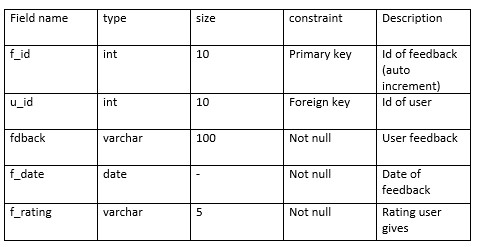 Field name type size constraint Description
f_id int 10 Primary key Id of feedback
(auto
increment)
u_id int 10 Foreign key Id of user
fdback varchar 100 Not null User feedback
f_date date - Not null Date of
feedback
f_rating varchar 5 Not null Rating user
gives